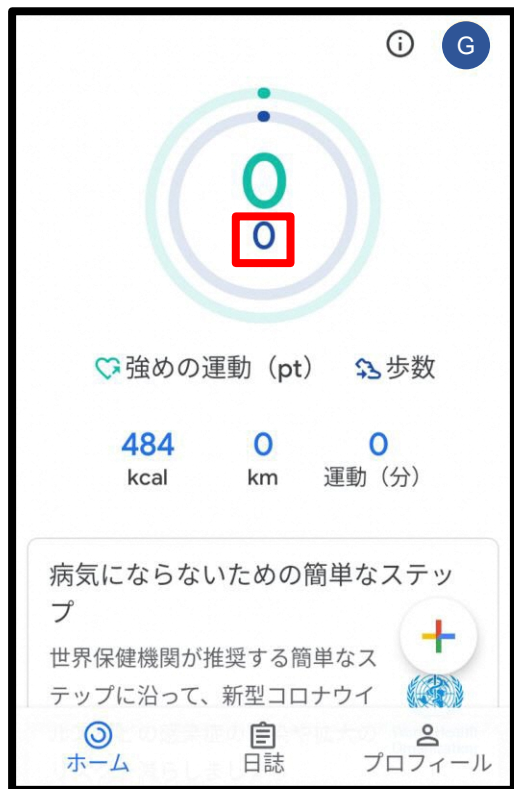 G
0
0
強めの運動（pt）
歩数
484
0
0
kcal
km
運動（分）
病気にならないための簡単なステッ
プ
世界保健機関が推奨する簡単なス
テップに沿って、新型コロナウイ
ホーム
日誌
プロフィール